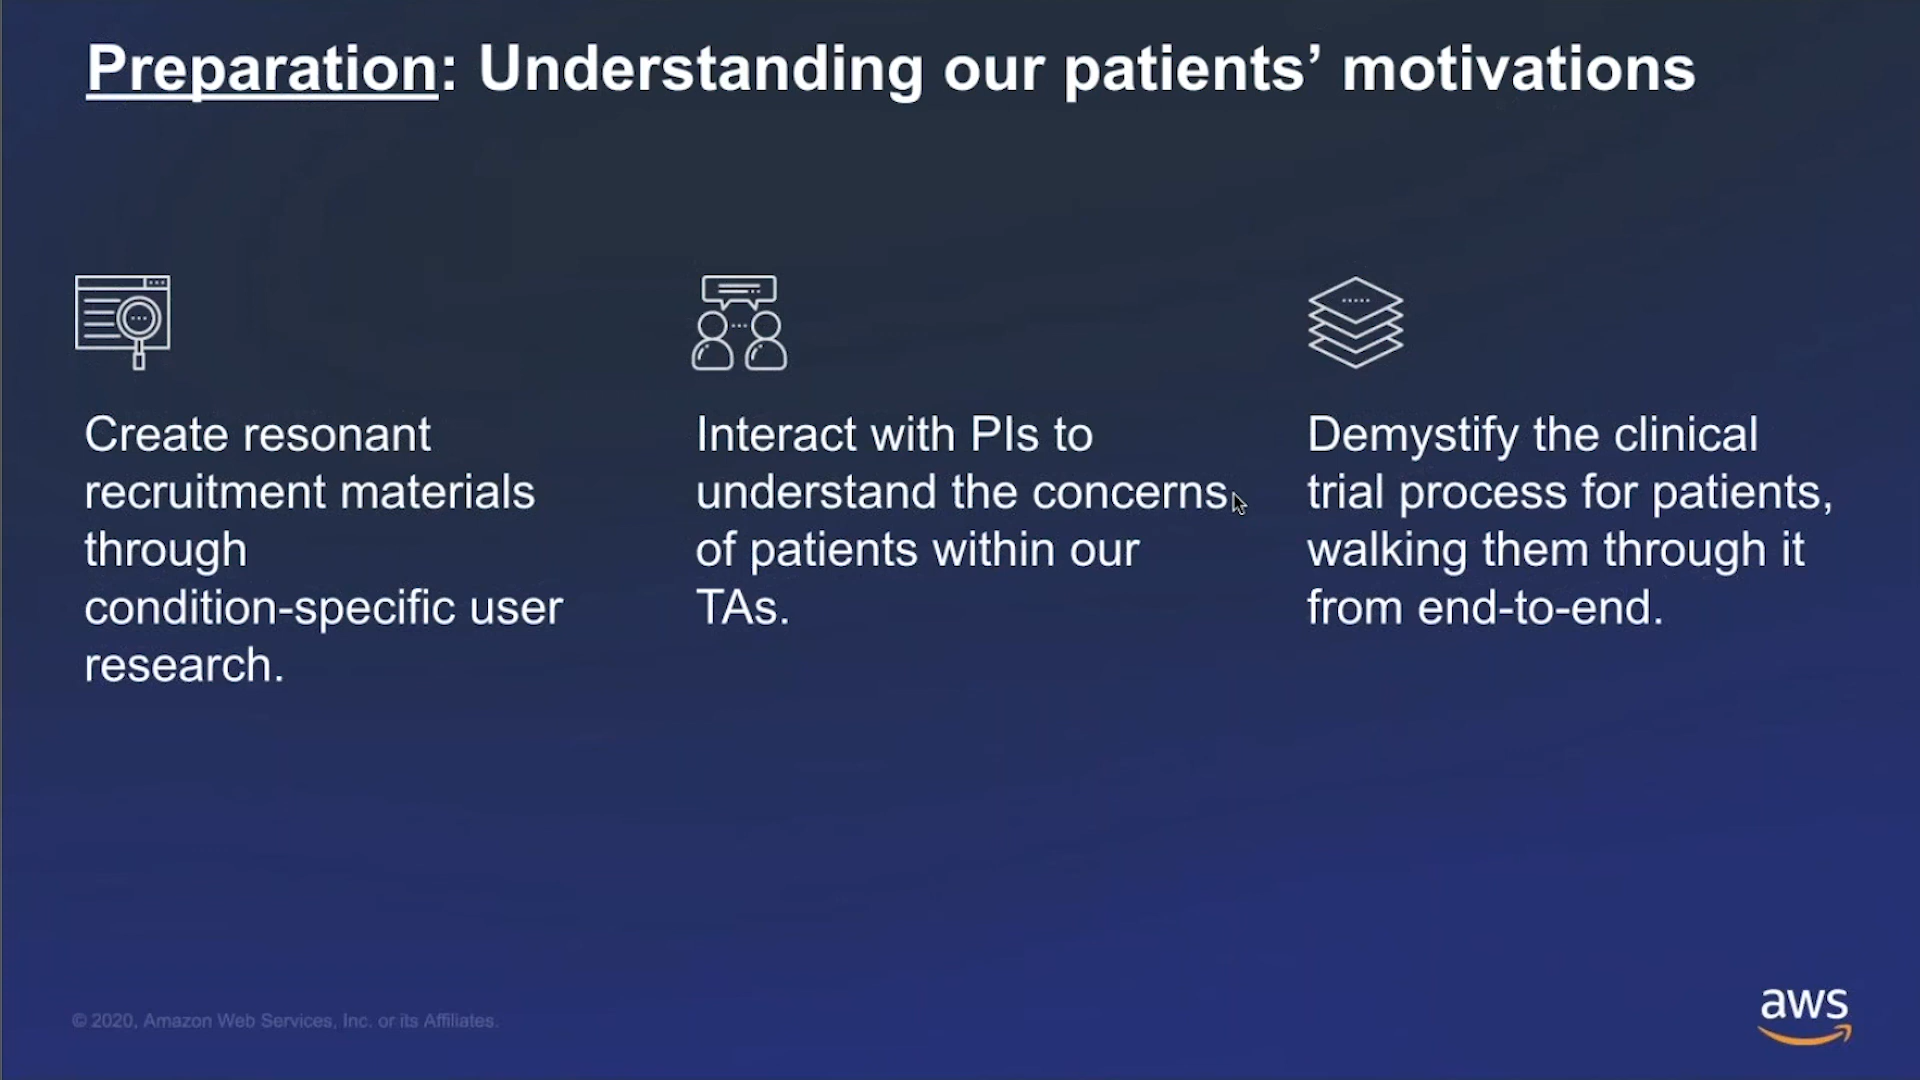 Preparation: Understanding our patients’ motivations
Create resonant
recruitment materials
through
condition-specific user
research.
Interact with PIs to
understand the concerns
of patients within our
TAs.
Demystify the clinical
trial process for patients,
walking them through it
from end-to-end.
© 2020, Amazon Web Services, Inc. or its Affiliates.
aws